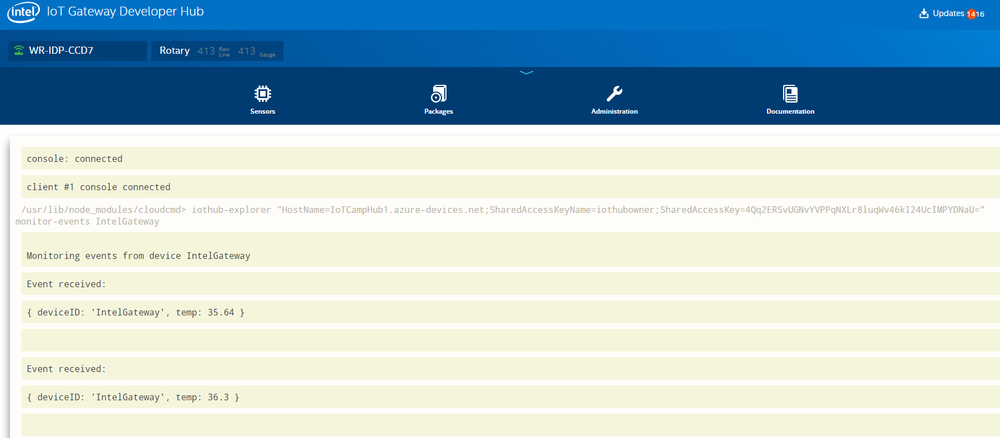 intel IoT Gateway Developer Hub
Updates 1416
WR-IDP-CCD7
Rotary 413 Raw Line 413 Gauge
Sensors
Packages
Administration
Documentation
console: connected
client #1 console connected
/usr/lib/node_modules/cloudcmd> iothub-explorer "HostName=IoTCampHub1.azure-devices.net;SharedAccessKeyName=iothubowner;SharedAccessKey=4Qq2ERSvUGNvYVPPqNXLr8luqWv46kI24UcIMPYDNaU="
monitor-events IntelGateway
Monitoring events from device IntelGateway
Event received:
{ deviceID: 'IntelGateway', temp: 35.64 }
Event received:
{ deviceID: 'IntelGateway', temp: 36.3 }